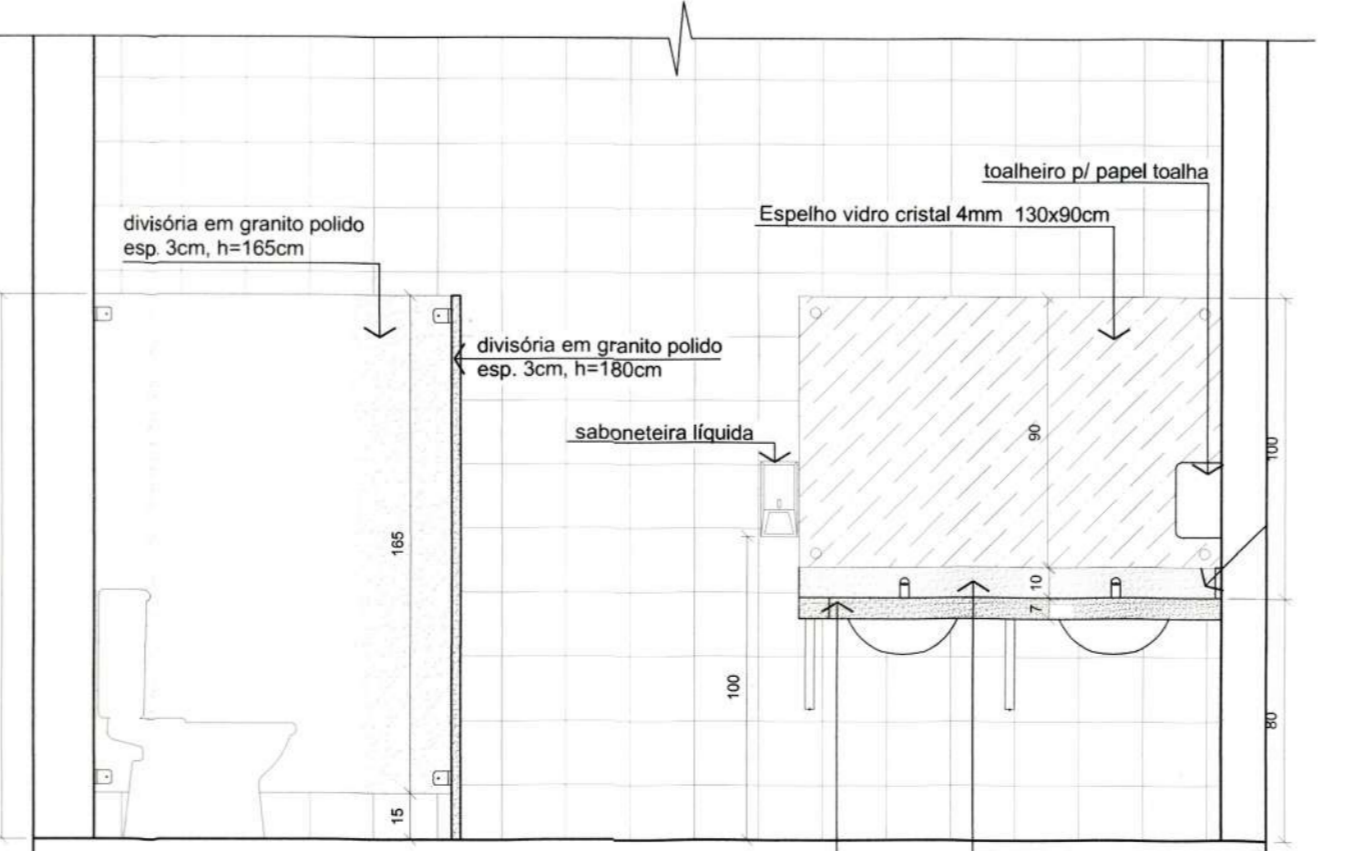 toalheiro p/ papel toalha
Espelho vidro cristal 4mm 130x90cm
divisória em granito polido
esp. 3cm, h=165cm
divisória em granito polido
esp. 3cm, h=180cm
saboneteira líquida
90
100
165
10
7
100
80
15